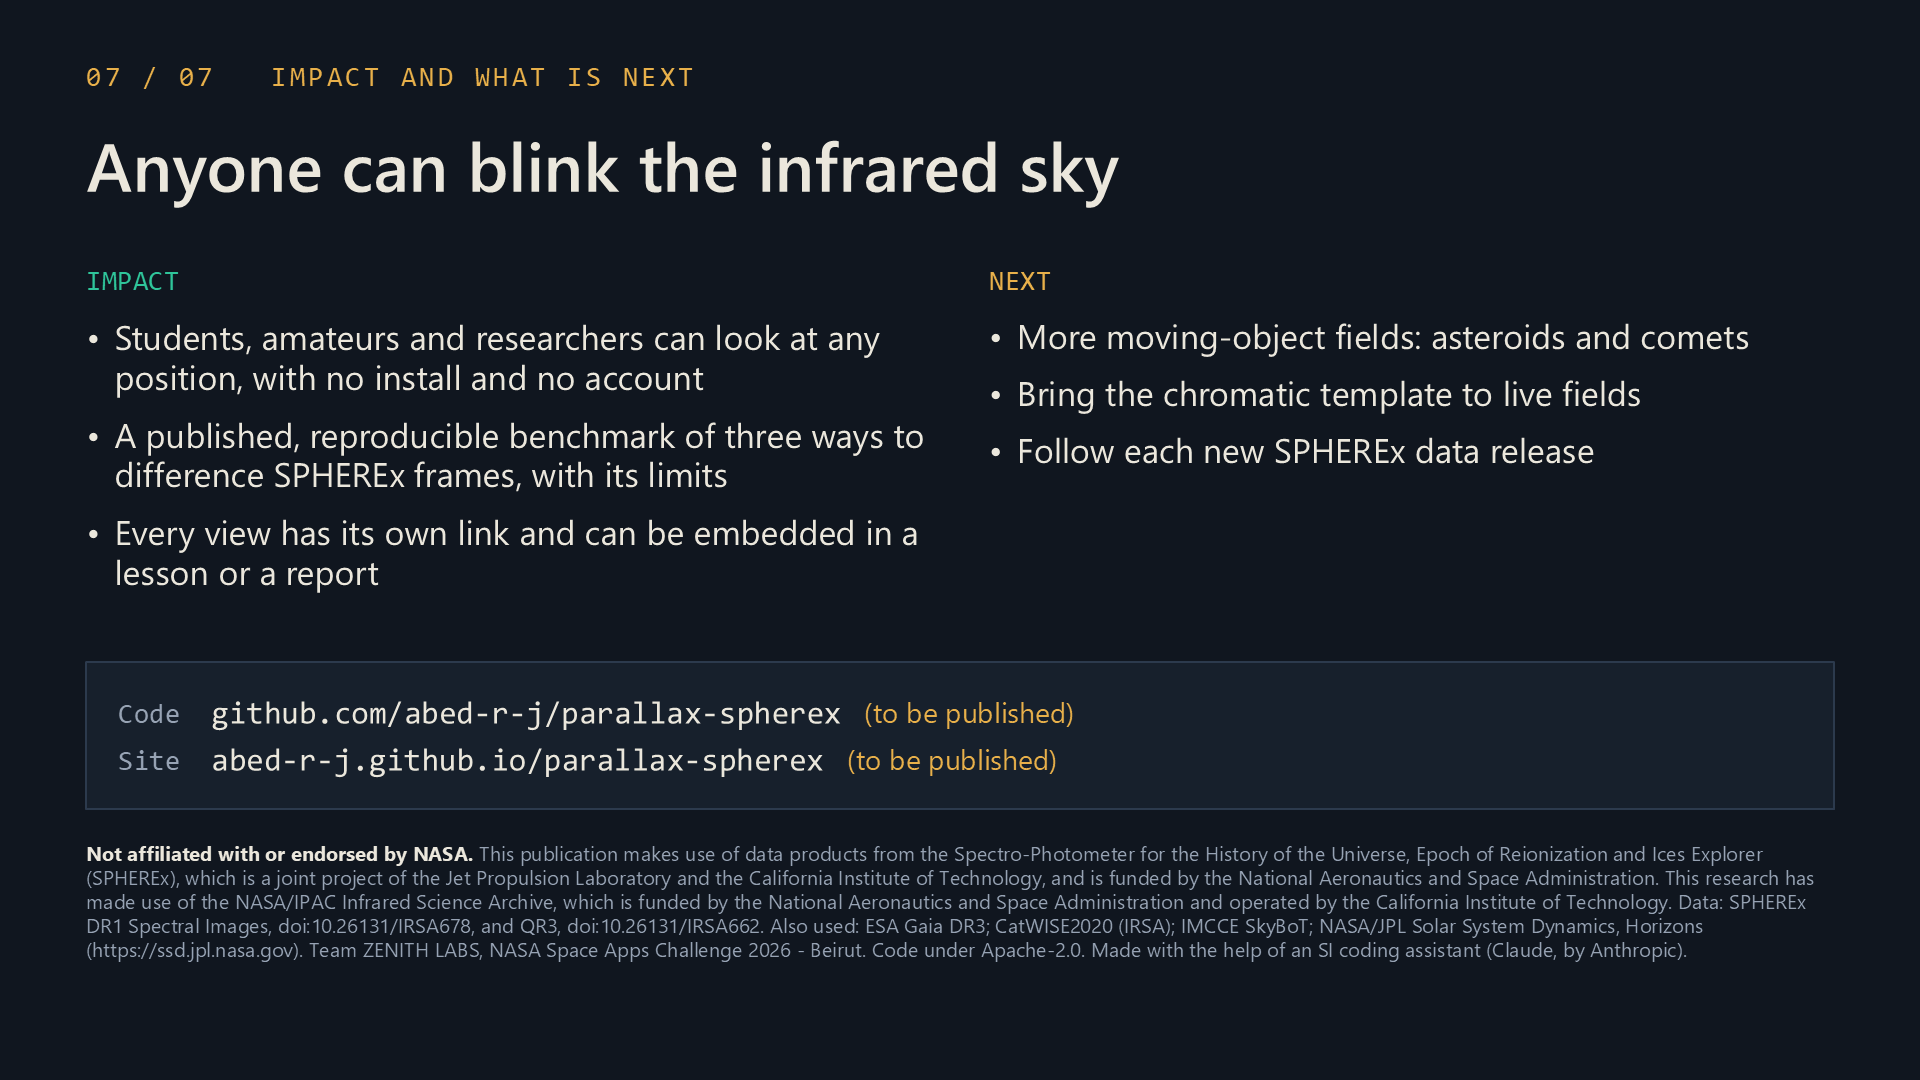 07 / 07 IMPACT AND WHAT IS NEXT
Anyone can blink the infrared sky
IMPACT
• Students, amateurs and researchers can look at any
position, with no install and no account
• A published, reproducible benchmark of three ways to
difference SPHEREx frames, with its limits
• Every view has its own link and can be embedded in a
lesson or a report
NEXT
• More moving-object fields: asteroids and comets
• Bring the chromatic template to live fields
• Follow each new SPHEREx data release
Code github.com/abed-r-j/parallax-spherex (to be published)
Site abed-r-j.github.io/parallax-spherex (to be published)
Not affiliated with or endorsed by NASA. This publication makes use of data products from the Spectro-Photometer for the History of the Universe, Epoch of Reionization and Ices Explorer
(SPHEREx), which is a joint project of the Jet Propulsion Laboratory and the California Institute of Technology, and is funded by the National Aeronautics and Space Administration. This research has
made use of the NASA/IPAC Infrared Science Archive, which is funded by the National Aeronautics and Space Administration and operated by the California Institute of Technology. Data: SPHEREx
DR1 Spectral Images, doi:10.26131/IRSA678, and QR3, doi:10.26131/IRSA662. Also used: ESA Gaia DR3; CatWISE2020 (IRSA); IMCCE SkyBoT; NASA/JPL Solar System Dynamics, Horizons
(https://ssd.jpl.nasa.gov). Team ZENITH LABS, NASA Space Apps Challenge 2026 - Beirut. Code under Apache-2.0. Made with the help of an SI coding assistant (Claude, by Anthropic).